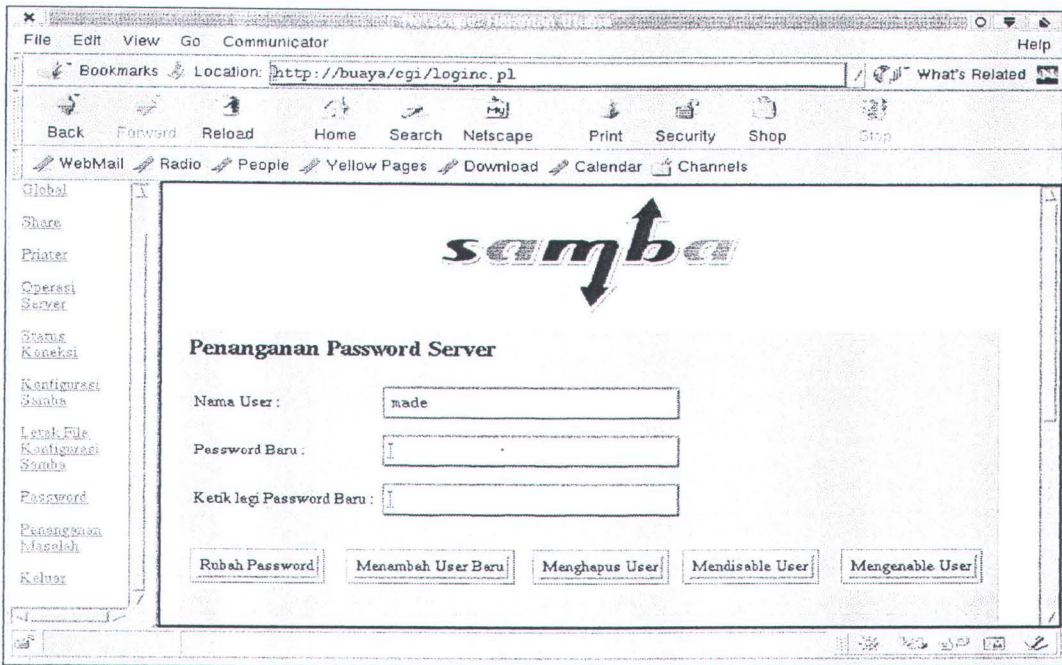 File Edit View Go Communicator Help
Bookmarks Location: http://buaya/cgi/loginc.pl What's Related
Back Forward Reload Home Search Netscape Print Security Shop Stop
WebMail Radio People Yellow Pages Download Calendar Channels
Global
Share
Printer
Operasi
Server
Status
Koneksi
Konfigurasi
Samba
Letak File
Konfigurasi
Samba
Password
Penanganan
Masalah
Keluar
samba
Penanganan Password Server
Nama User : made
Password Baru :
Ketik lagi Password Baru :
Rubah Password Menambah User Baru Menghapus User Mendisable User Mengenable User